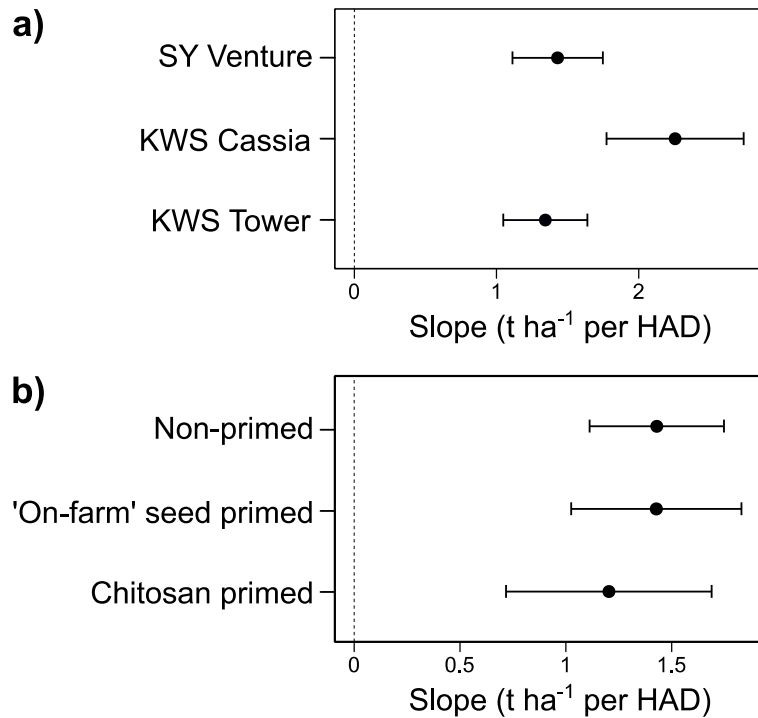 a)
SY Venture
KWS Cassia
KWS Tower
0 1 2
Slope (t ha⁻¹ per HAD)
b)
Non-primed
'On-farm' seed primed
Chitosan primed
0 0.5 1 1.5
Slope (t ha⁻¹ per HAD)